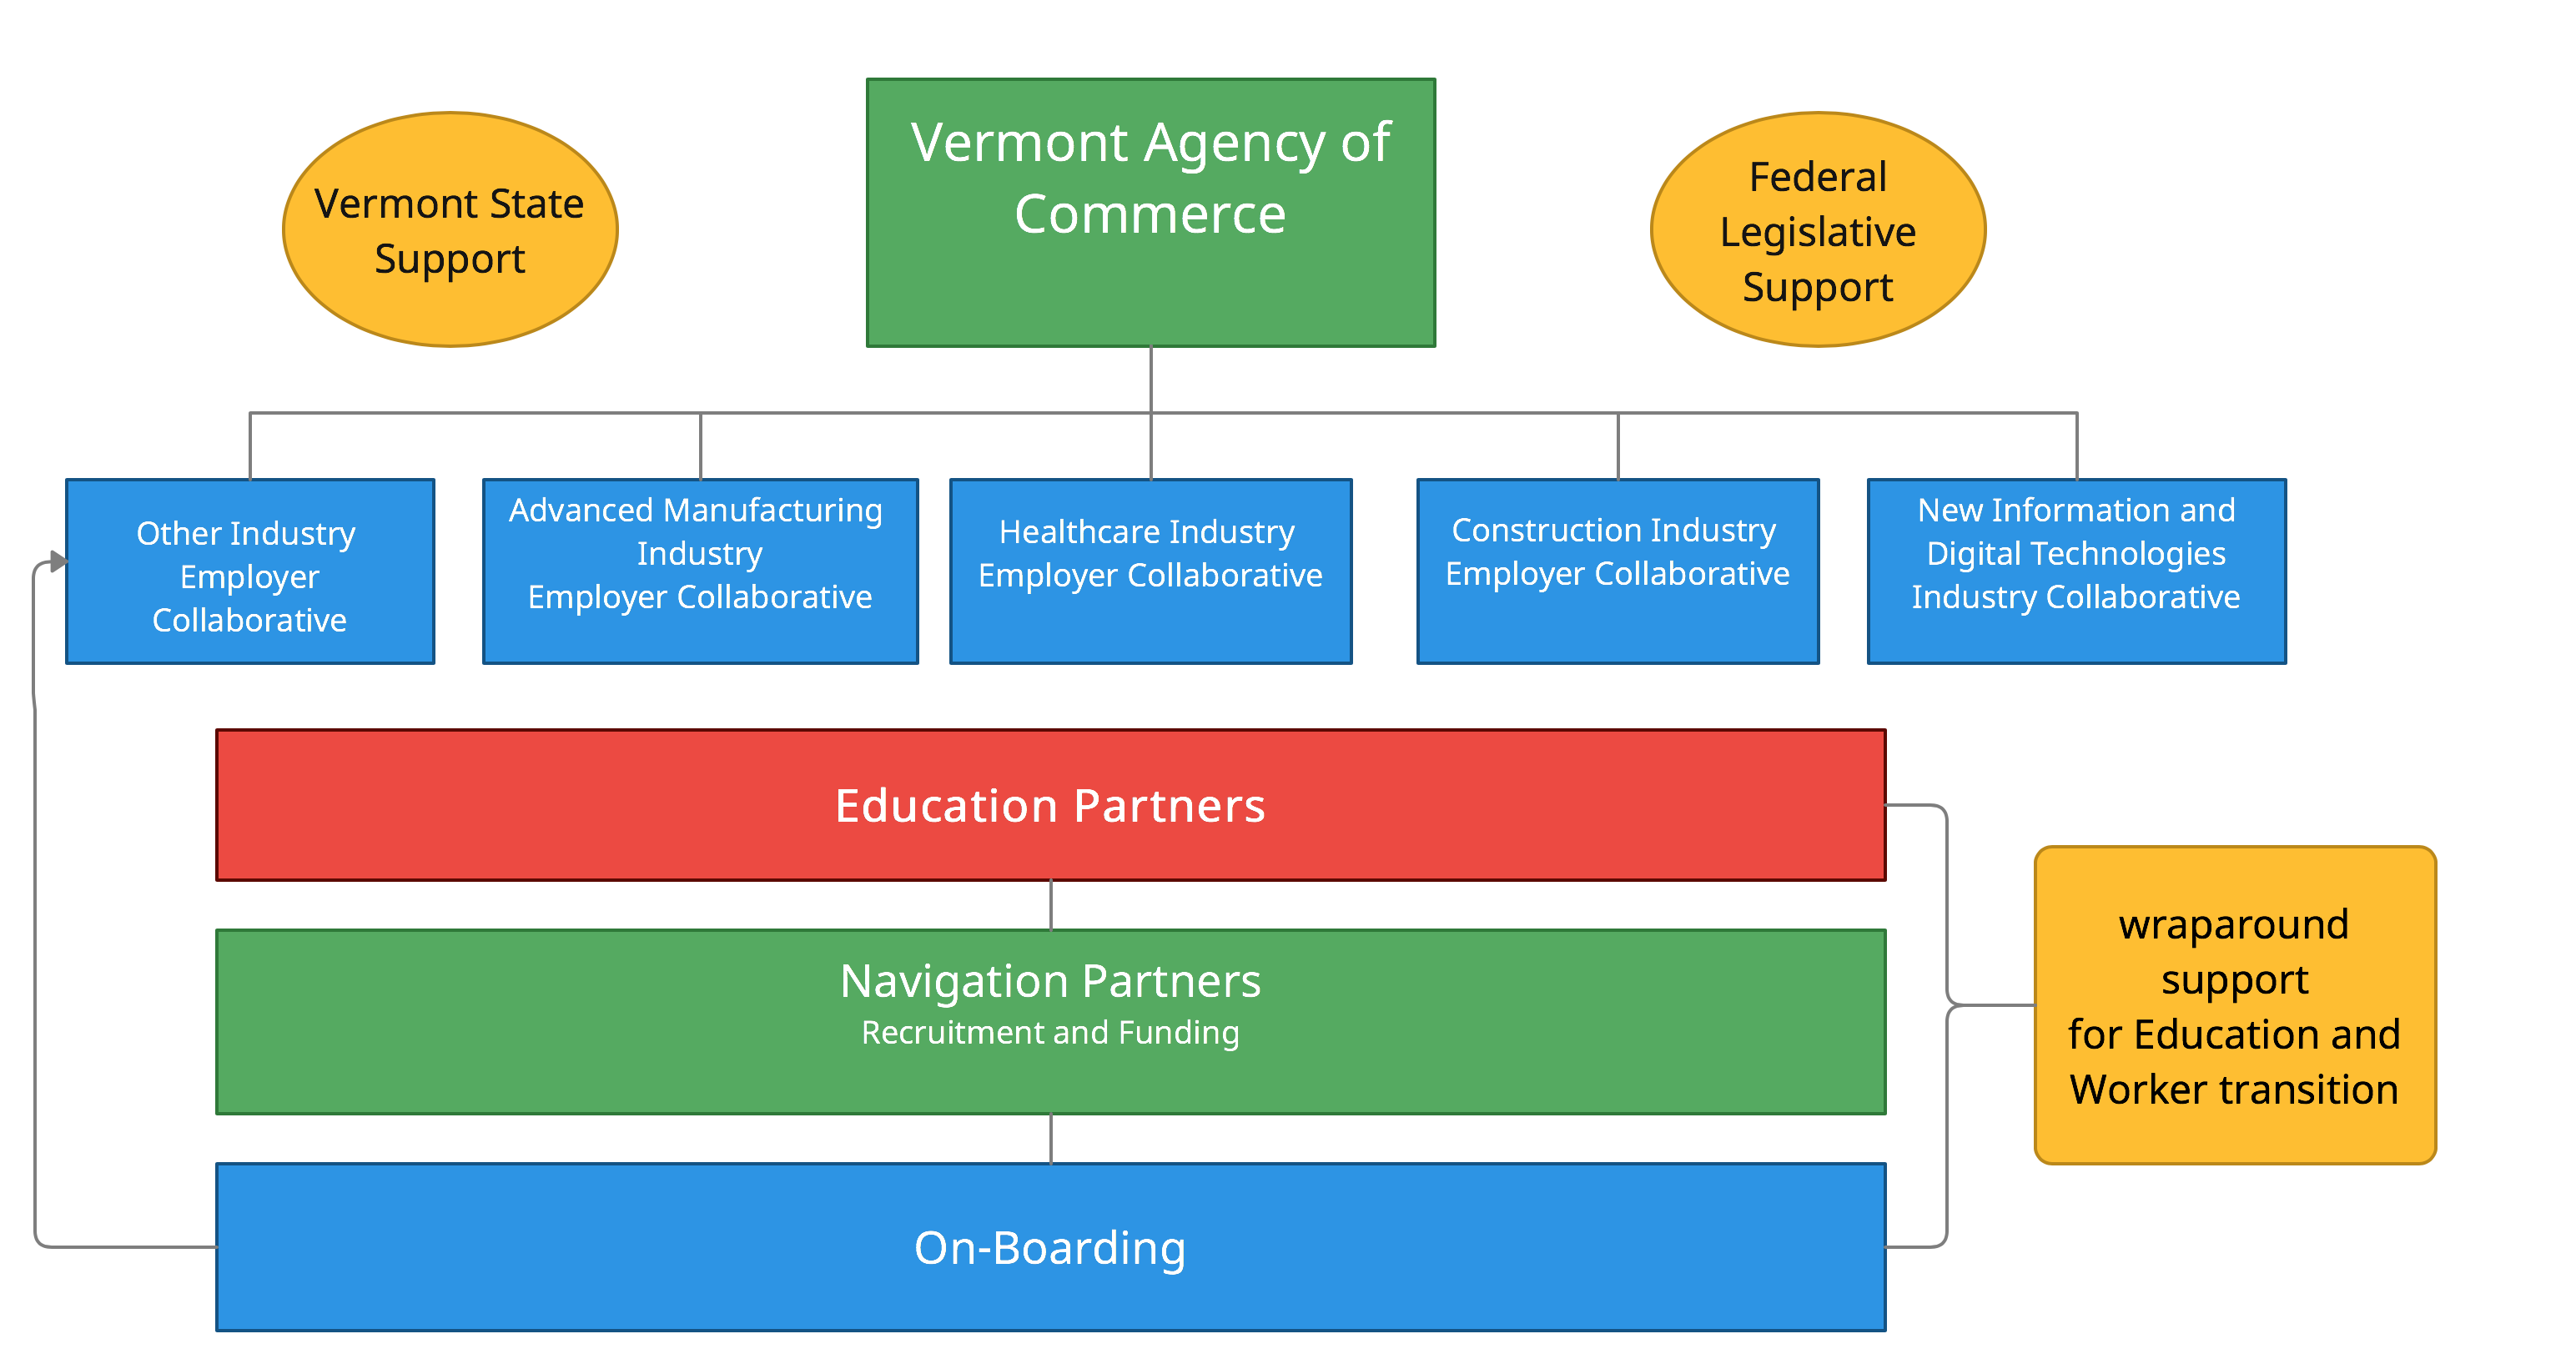 Vermont State
Support
Vermont Agency of
Commerce
Federal
Legislative
Support
Other Industry
Employer
Collaborative
Advanced Manufacturing
Industry
Employer Collaborative
Healthcare Industry
Employer Collaborative
Construction Industry
Employer Collaborative
New Information and
Digital Technologies
Industry Collaborative
Education Partners
Navigation Partners
Recruitment and Funding
On-Boarding
wraparound
support
for Education and
Worker transition